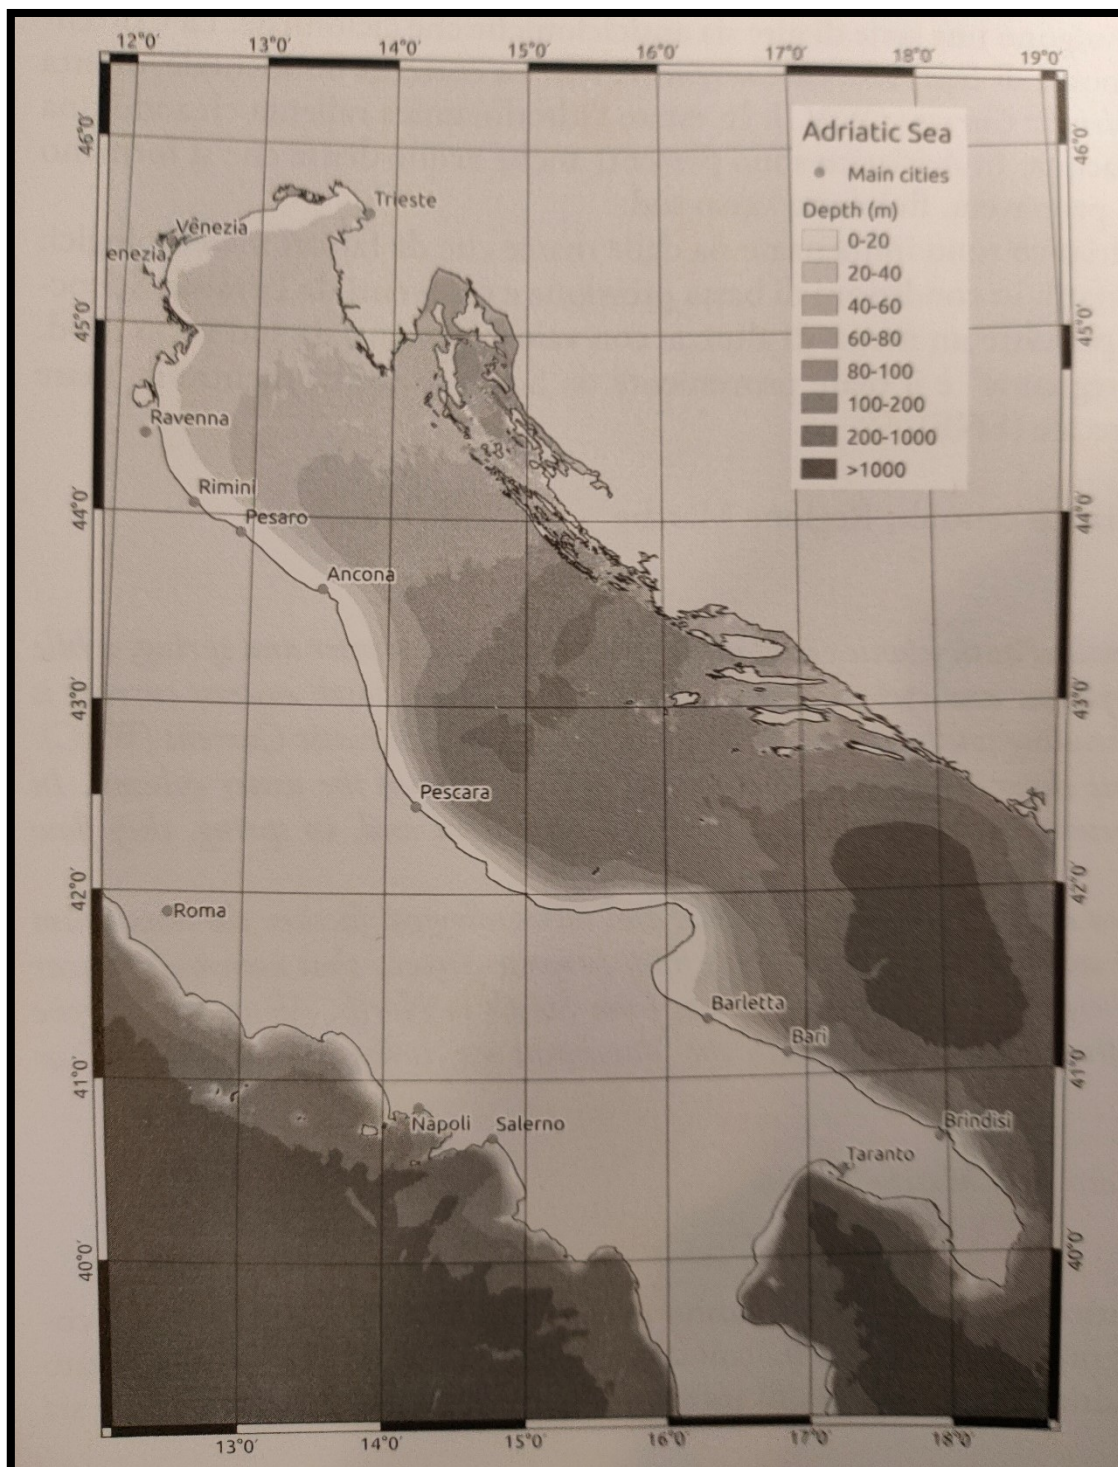 12°0′ 13°0′ 14°0′ 15°0′ 16°0′ 17°0′ 18°0′ 19°0′
46°0′ 46°0′
Adriatic Sea
Main cities
Depth (m)
0-20
20-40
40-60
60-80
80-100
100-200
200-1000
>1000
Trieste
Venezia
enezia
45°0′ 45°0′
Ravenna
Rimini
44°0′ 44°0′
Pesaro
Ancona
43°0′ 43°0′
Pescara
42°0′ 42°0′
Roma
Barletta
Bari
41°0′ 41°0′
Napoli Salerno
Brindisi
Taranto
40°0′ 40°0′
13°0′ 14°0′ 15°0′ 16°0′ 17°0′ 18°0′